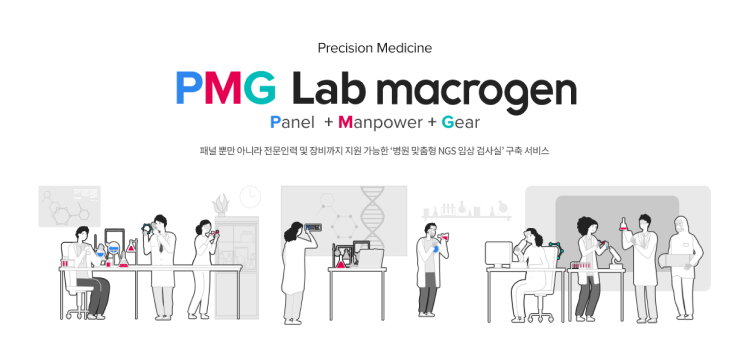 Precision Medicine
PMG Lab macrogen
Panel + Manpower + Gear
패널 뿐만 아니라 전문인력 및 장비까지 지원 가능한 ‘병원 맞춤형 NGS 임상 검사실’ 구축 서비스